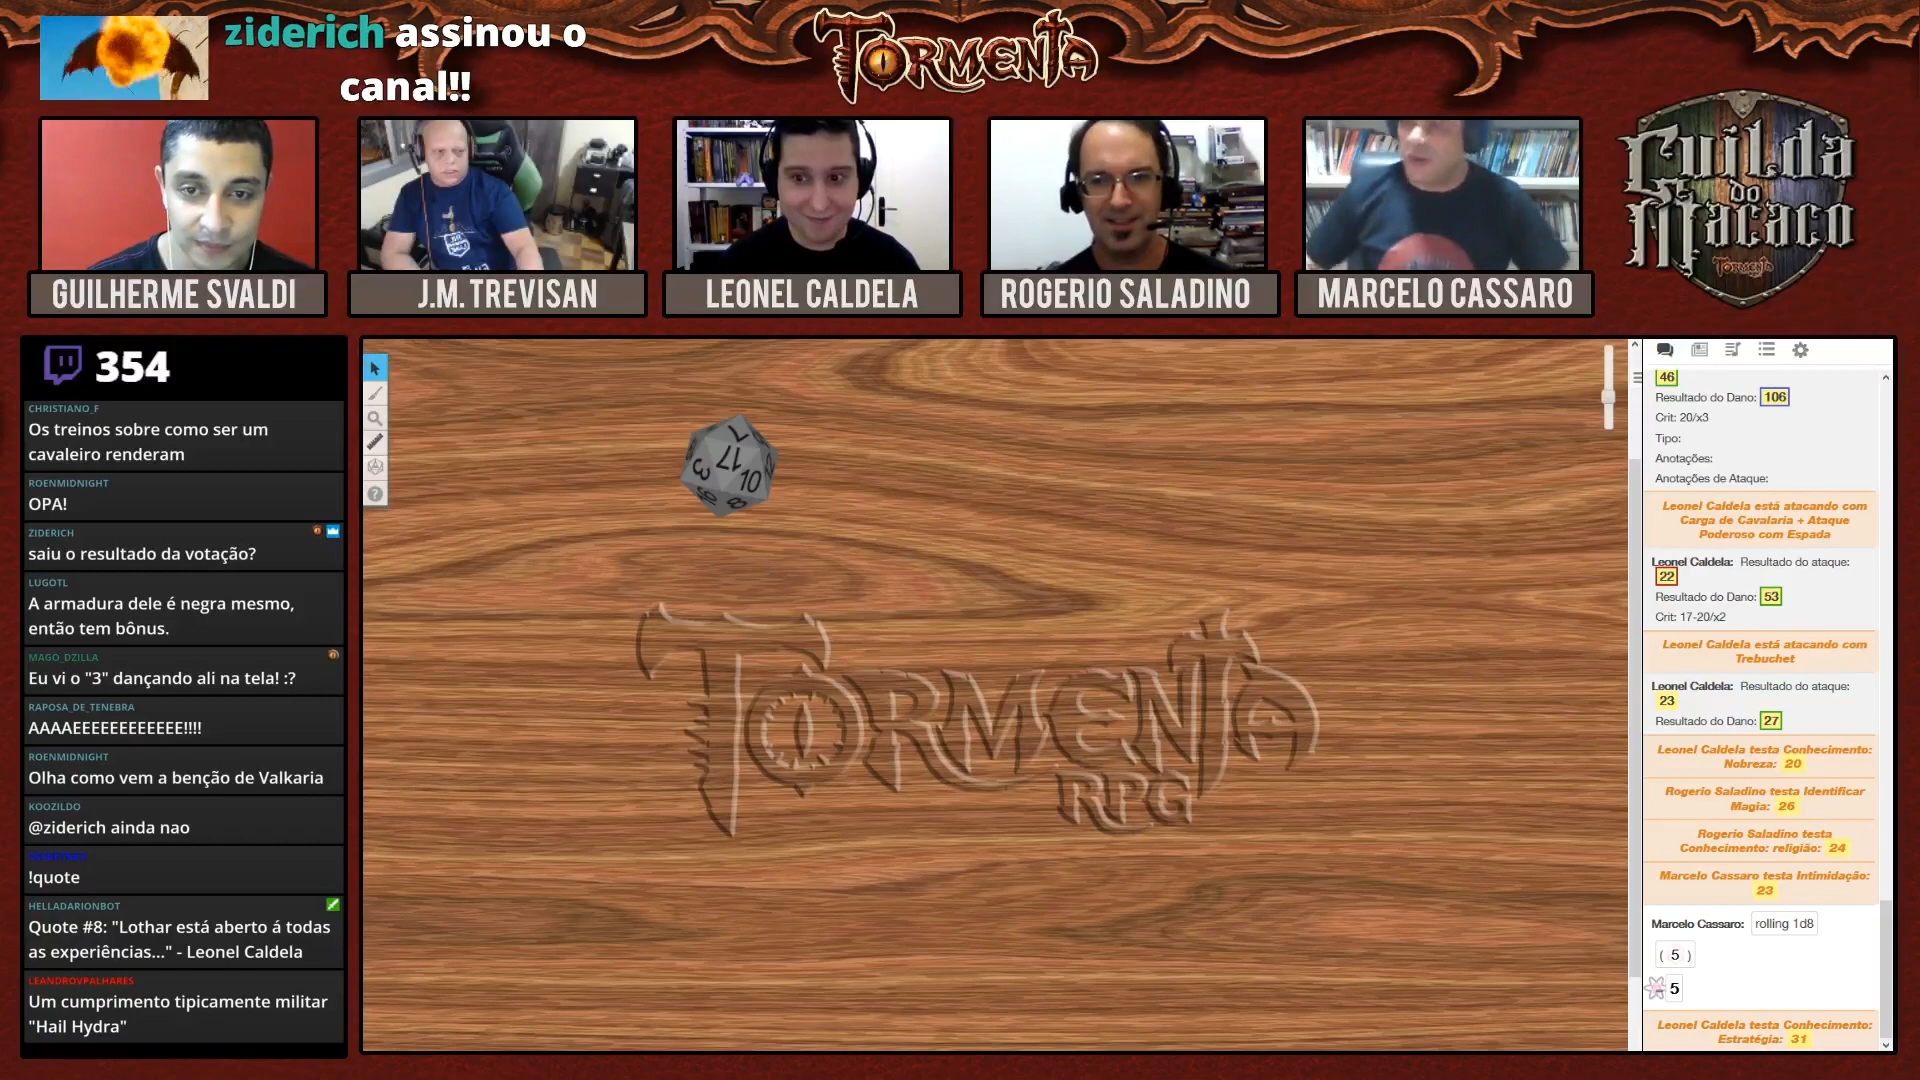 ziderich assinou o
canal!!
TORMENTA
Guilda
do
Macaco
TORMENTA
GUILHERME SVALDI
J.M. TREVISAN
LEONEL CALDELA
ROGERIO SALADINO
MARCELO CASSARO
354
CHRISTIANO_F
Os treinos sobre como ser um
cavaleiro renderam
ROENMIDNIGHT
OPA!
ZIDERICH
saiu o resultado da votação?
LUGOTL
A armadura dele é negra mesmo,
então tem bônus.
MAGO_DZILLA
Eu vi o "3" dançando ali na tela! :?
RAPOSA_DE_TENEBRA
AAAAEEEEEEEEEEEE!!!!
ROENMIDNIGHT
Olha como vem a benção de Valkaria
KOOZILDO
@ziderich ainda nao
!quote
HELLADARIONBOT
Quote #8: "Lothar está aberto á todas
as experiências..." - Leonel Caldela
LEANDROVPALHARES
Um cumprimento tipicamente militar
"Hail Hydra"
7
17
3
10
8
TORMENTA
RPG
46
Resultado do Dano: 106
Crit: 20/x3
Tipo:
Anotações:
Anotações de Ataque:
Leonel Caldela está atacando com
Carga de Cavalaria + Ataque
Poderoso com Espada
Leonel Caldela: Resultado do ataque:
22
Resultado do Dano: 53
Crit: 17-20/x2
Leonel Caldela está atacando com
Trebuchet
Leonel Caldela: Resultado do ataque:
23
Resultado do Dano: 27
Leonel Caldela testa Conhecimento:
Nobreza: 20
Rogerio Saladino testa Identificar
Magia: 26
Rogerio Saladino testa
Conhecimento: religião: 24
Marcelo Cassaro testa Intimidação:
23
Marcelo Cassaro: rolling 1d8
( 5 )
5
Leonel Caldela testa Conhecimento:
Estratégia: 31